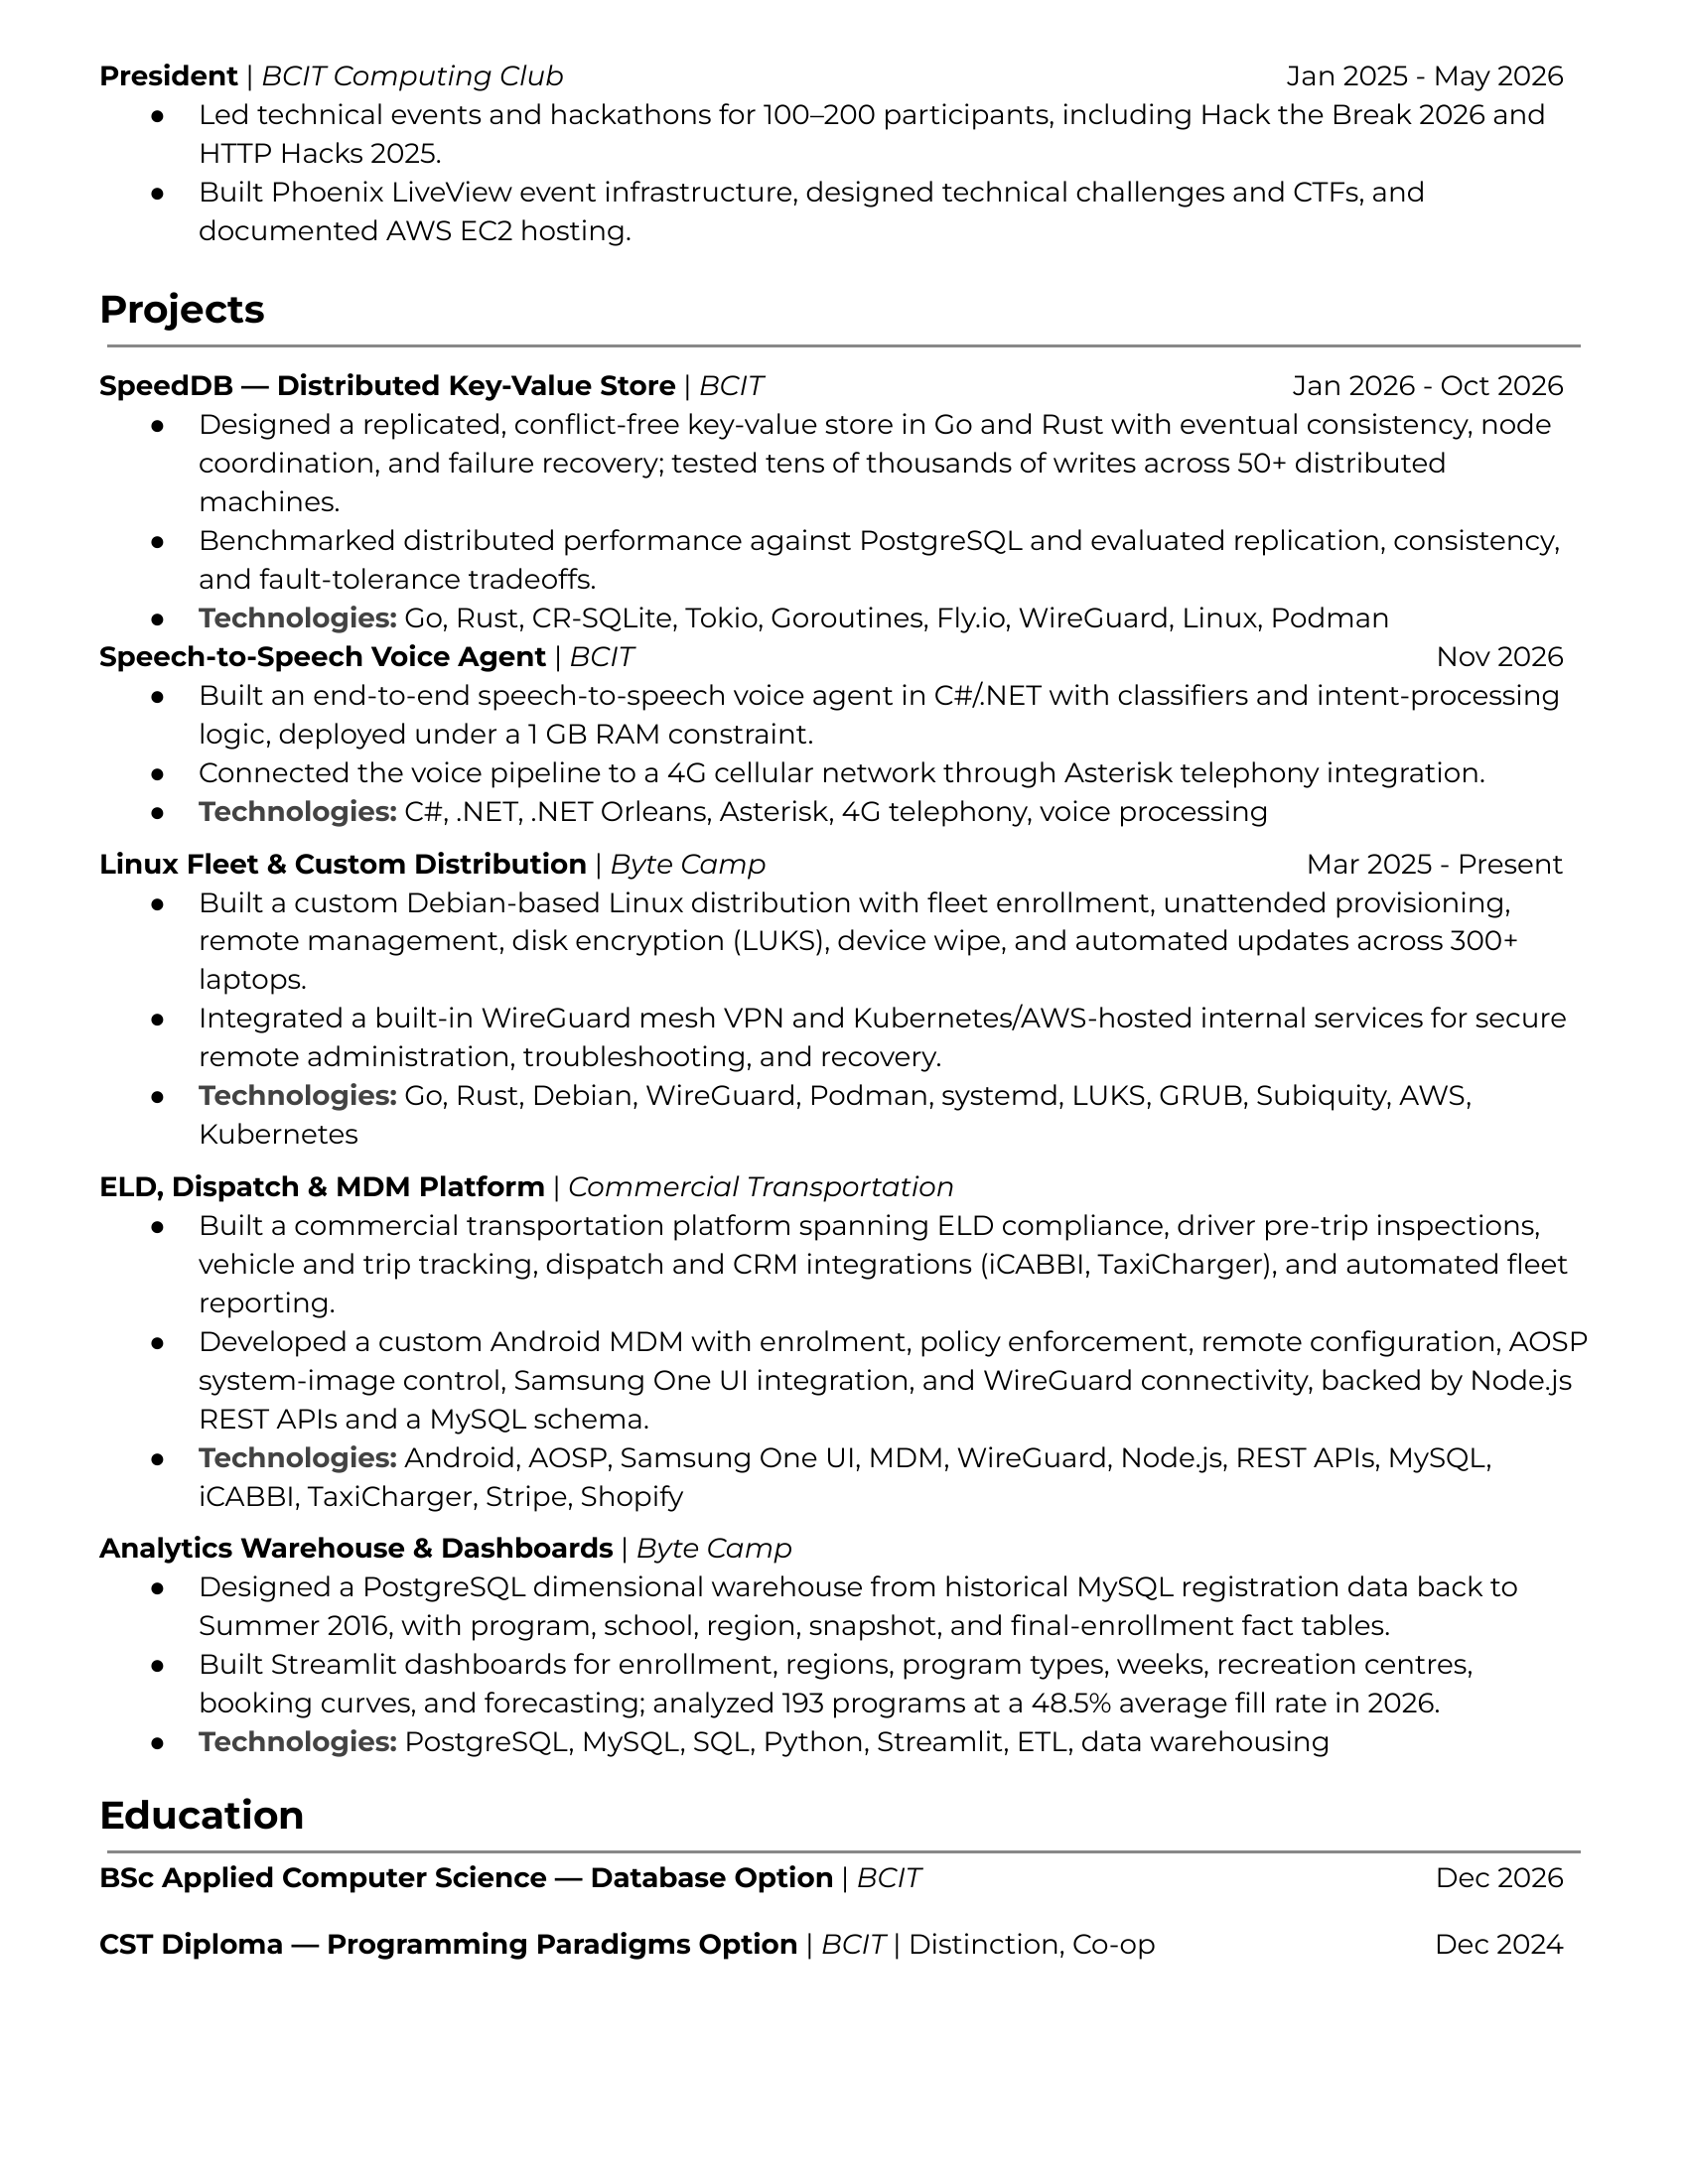 President | BCIT Computing Club Jan 2025 - May 2026
● Led technical events and hackathons for 100–200 participants, including Hack the Break 2026 and
HTTP Hacks 2025.
● Built Phoenix LiveView event infrastructure, designed technical challenges and CTFs, and
documented AWS EC2 hosting.
Projects
SpeedDB — Distributed Key-Value Store | BCIT Jan 2026 - Oct 2026
● Designed a replicated, conflict-free key-value store in Go and Rust with eventual consistency, node
coordination, and failure recovery; tested tens of thousands of writes across 50+ distributed
machines.
● Benchmarked distributed performance against PostgreSQL and evaluated replication, consistency,
and fault-tolerance tradeoffs.
● Technologies: Go, Rust, CR-SQLite, Tokio, Goroutines, Fly.io, WireGuard, Linux, Podman
Speech-to-Speech Voice Agent | BCIT Nov 2026
● Built an end-to-end speech-to-speech voice agent in C#/.NET with classifiers and intent-processing
logic, deployed under a 1 GB RAM constraint.
● Connected the voice pipeline to a 4G cellular network through Asterisk telephony integration.
● Technologies: C#, .NET, .NET Orleans, Asterisk, 4G telephony, voice processing
Linux Fleet & Custom Distribution | Byte Camp Mar 2025 - Present
● Built a custom Debian-based Linux distribution with fleet enrollment, unattended provisioning,
remote management, disk encryption (LUKS), device wipe, and automated updates across 300+
laptops.
● Integrated a built-in WireGuard mesh VPN and Kubernetes/AWS-hosted internal services for secure
remote administration, troubleshooting, and recovery.
● Technologies: Go, Rust, Debian, WireGuard, Podman, systemd, LUKS, GRUB, Subiquity, AWS,
Kubernetes
ELD, Dispatch & MDM Platform | Commercial Transportation
● Built a commercial transportation platform spanning ELD compliance, driver pre-trip inspections,
vehicle and trip tracking, dispatch and CRM integrations (iCABBI, TaxiCharger), and automated fleet
reporting.
● Developed a custom Android MDM with enrolment, policy enforcement, remote configuration, AOSP
system-image control, Samsung One UI integration, and WireGuard connectivity, backed by Node.js
REST APIs and a MySQL schema.
● Technologies: Android, AOSP, Samsung One UI, MDM, WireGuard, Node.js, REST APIs, MySQL,
iCABBI, TaxiCharger, Stripe, Shopify
Analytics Warehouse & Dashboards | Byte Camp
● Designed a PostgreSQL dimensional warehouse from historical MySQL registration data back to
Summer 2016, with program, school, region, snapshot, and final-enrollment fact tables.
● Built Streamlit dashboards for enrollment, regions, program types, weeks, recreation centres,
booking curves, and forecasting; analyzed 193 programs at a 48.5% average fill rate in 2026.
● Technologies: PostgreSQL, MySQL, SQL, Python, Streamlit, ETL, data warehousing
Education
BSc Applied Computer Science — Database Option | BCIT Dec 2026
CST Diploma — Programming Paradigms Option | BCIT | Distinction, Co-op Dec 2024